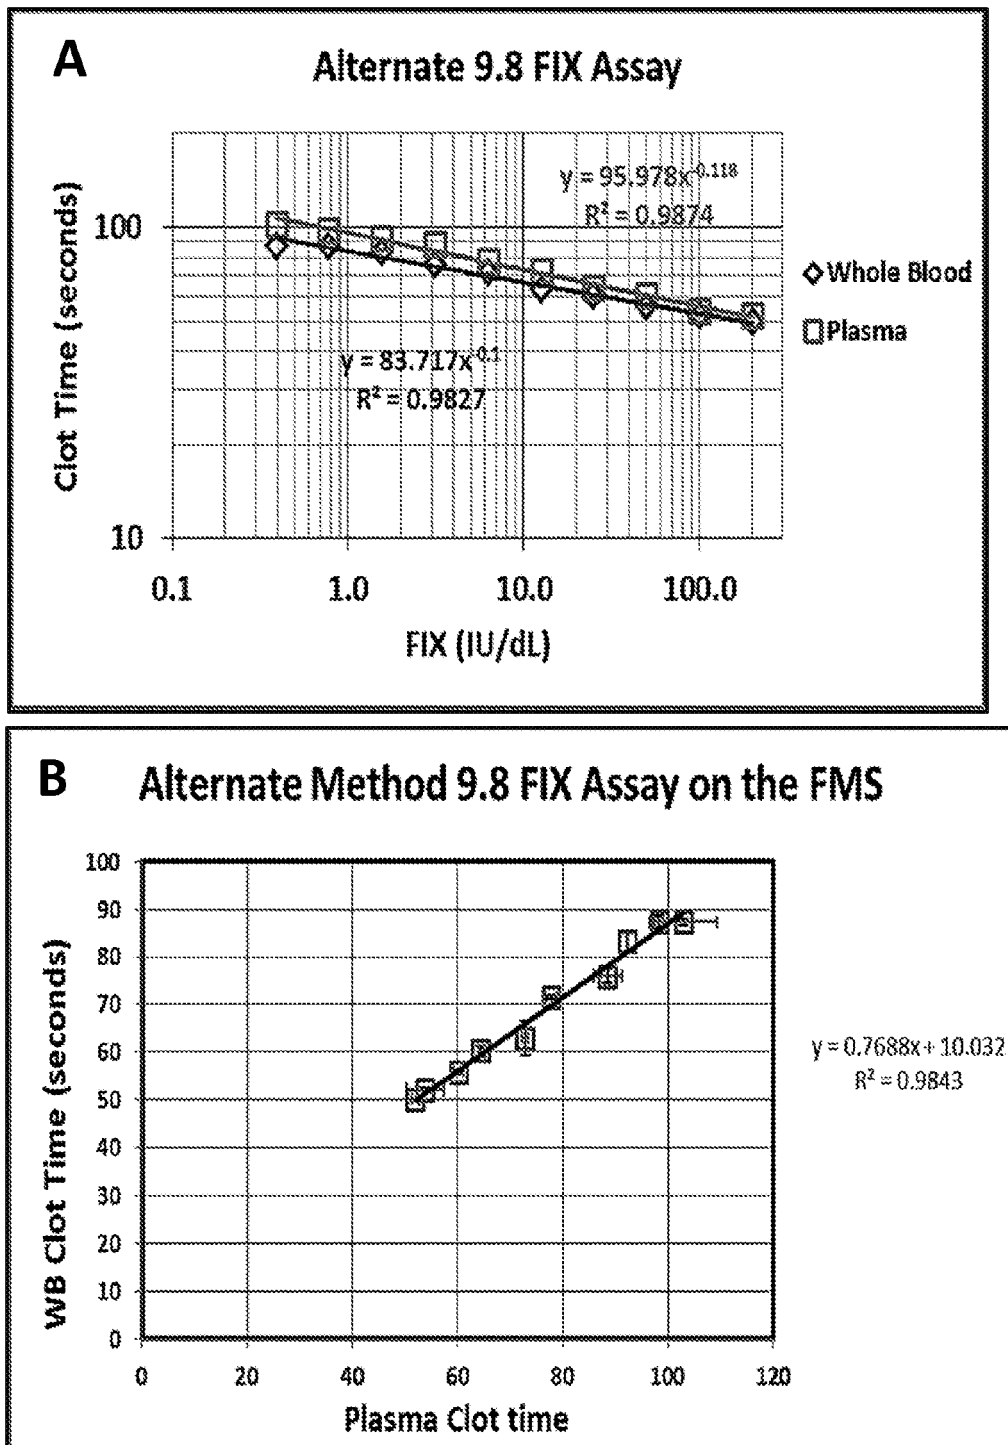 A
Alternate 9.8 FIX Assay
Clot Time (seconds)
100
10
0.1
1.0
10.0
100.0
FIX (IU/dL)
y = 95.978x^-0.118
R² = 0.9874
y = 83.717x^-0.1
R² = 0.9827
Whole Blood
Plasma
B
Alternate Method 9.8 FIX Assay on the FMS
WB Clot Time (seconds)
100
90
80
70
60
50
40
30
20
10
0
0
20
40
60
80
100
120
Plasma Clot time
y = 0.7688x + 10.032
R² = 0.9843